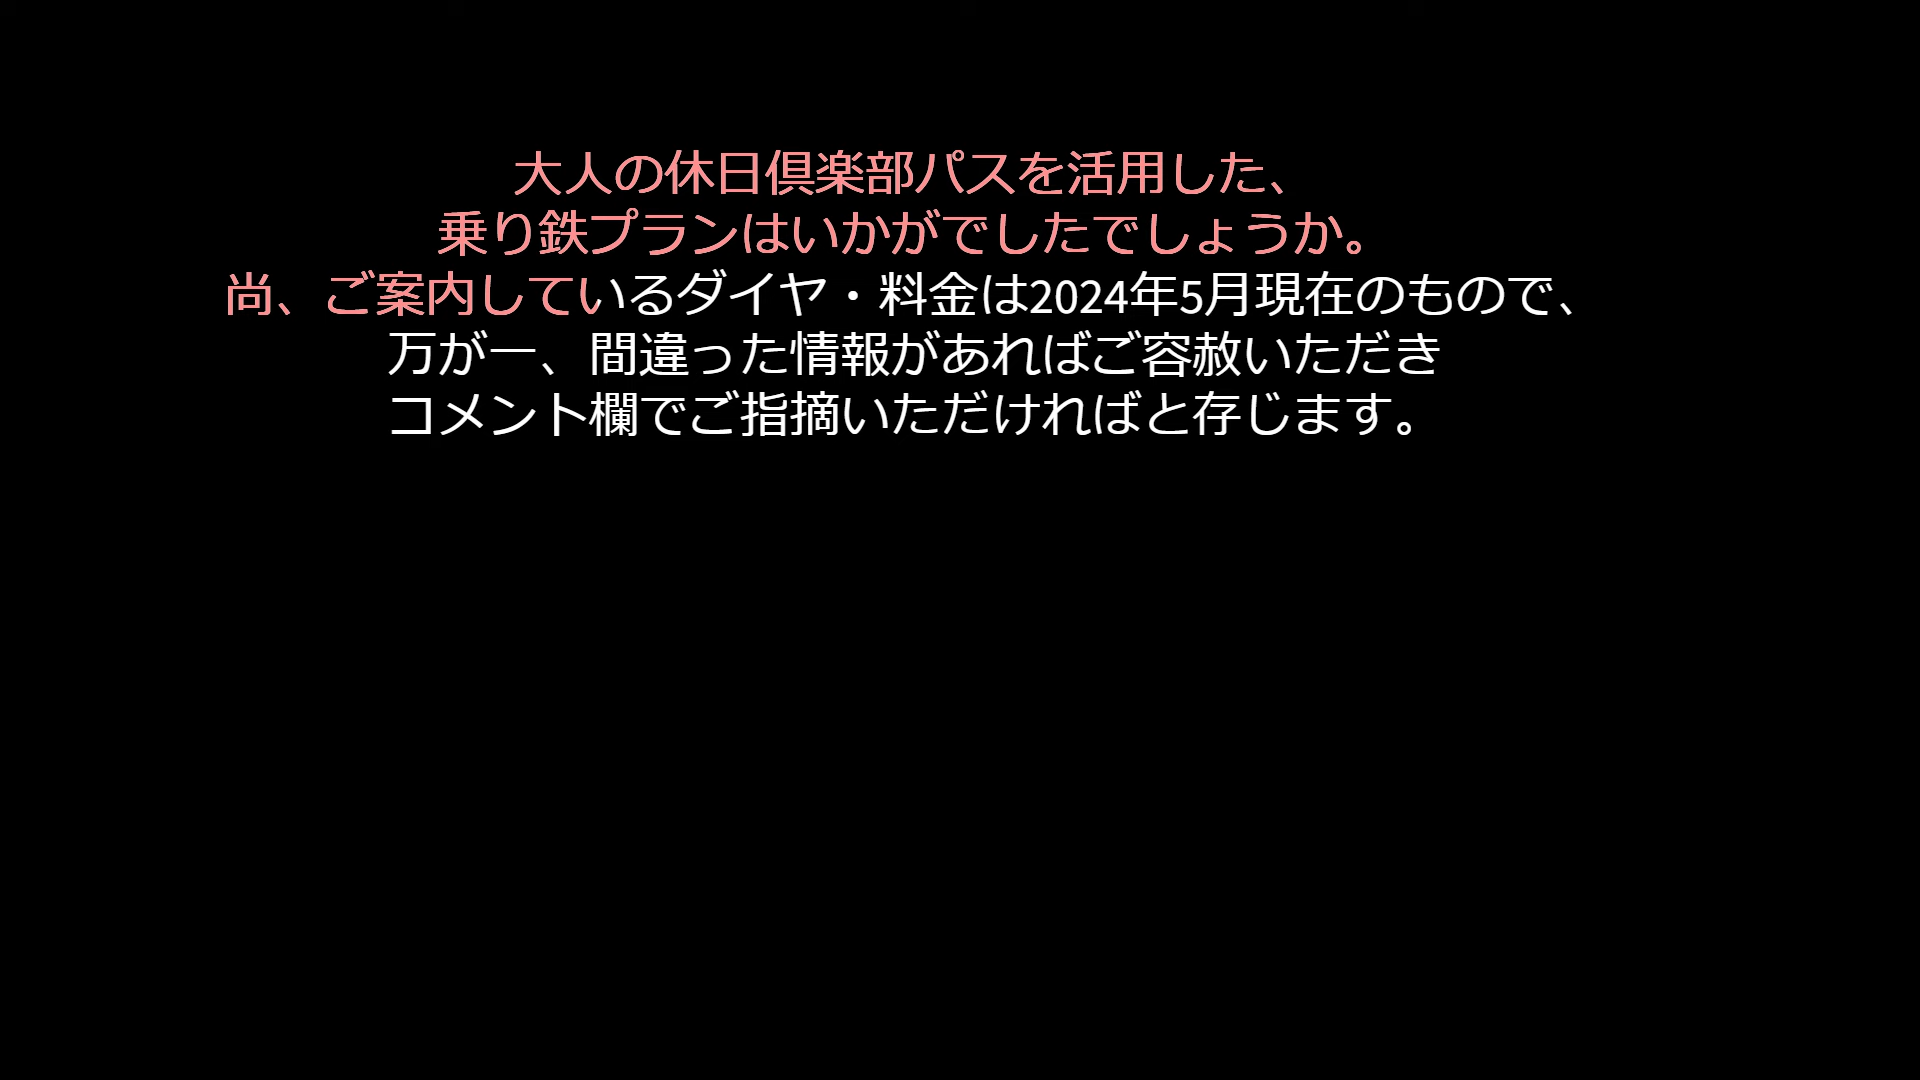 大人の休日倶楽部パスを活用した、
乗り鉄プランはいかがでしたでしょうか。
尚、ご案内しているダイヤ・料金は2024年5月現在のもので、
万が一、間違った情報があればご容赦いただき
コメント欄でご指摘いただければと存じます。